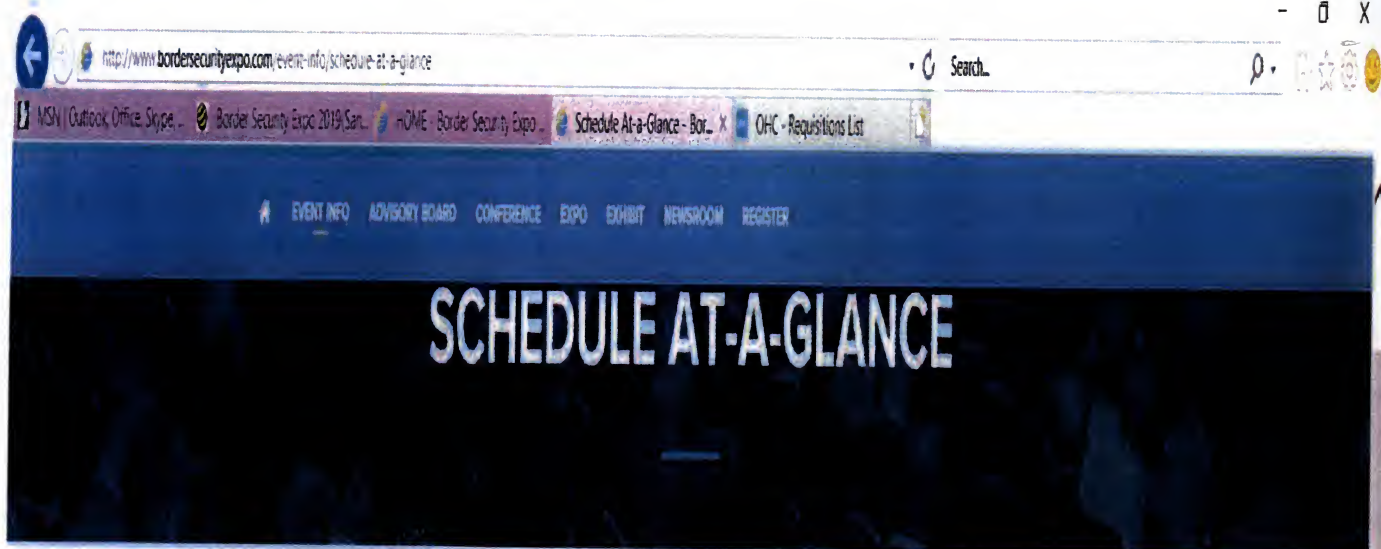 http://www.bordersecurityexpo.com/event-info/schedule-at-a-glance
Search...
MSN | Outlook, Office, Skype, ... Border Security Expo 2019(San... HOME - Border Security Expo ... Schedule At-a-Glance - Bor... X OHC - Requisitions List
EVENT INFO ADVISORY BOARD CONFERENCE EXPO EXHIBIT NEWSROOM REGISTER
SCHEDULE AT-A-GLANCE